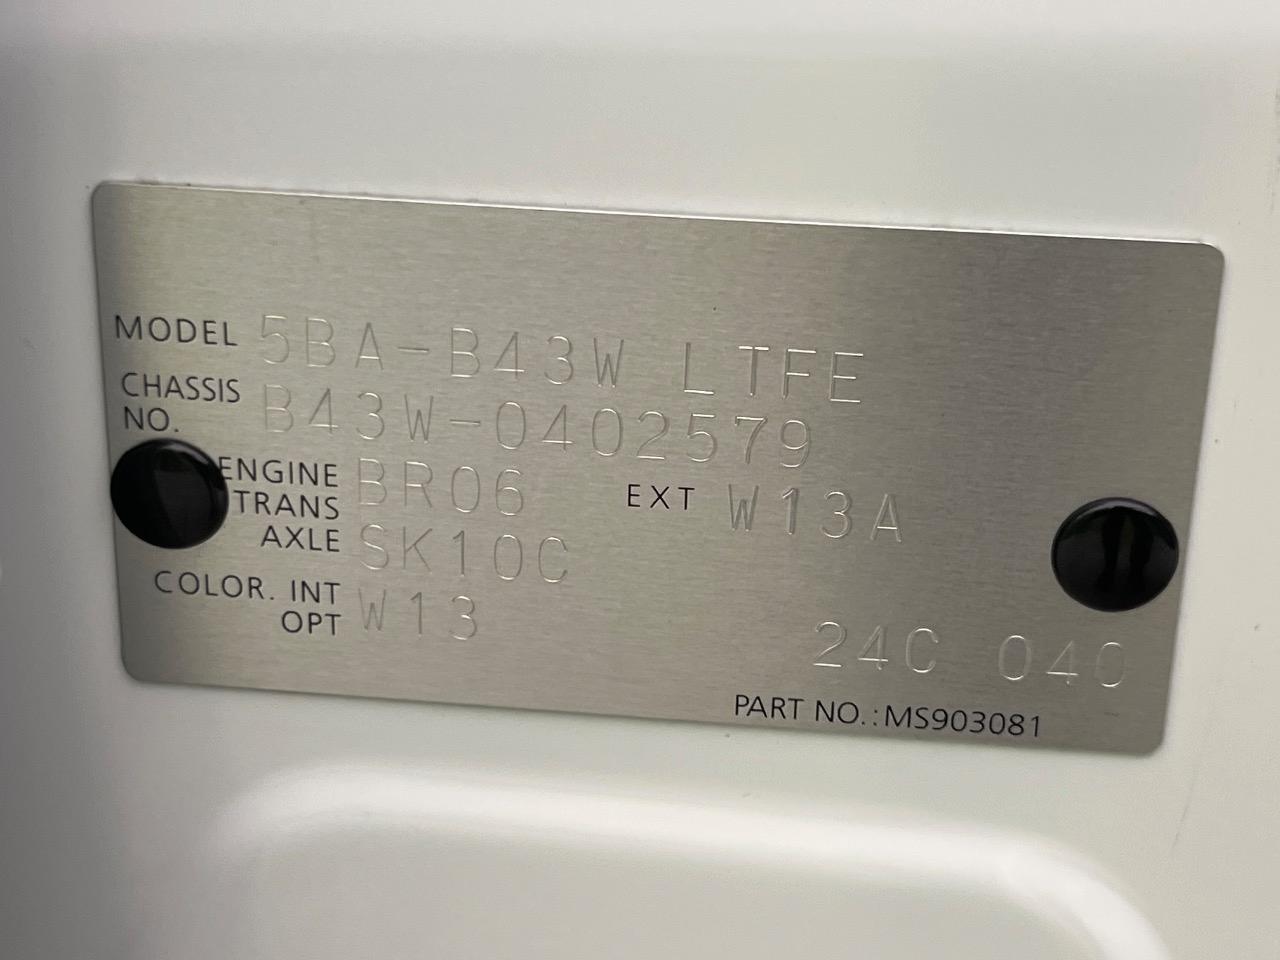 MODEL 5BA-B43W LTFE
CHASSIS NO. B43W-0402579
ENGINE BR06 EXT W13A
TRANS AXLE SK10C
COLOR. INT OPT W13
24C 040
PART NO.:MS903081